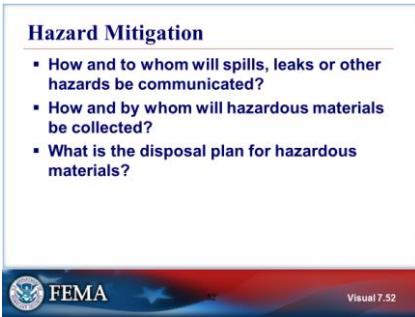 Hazard Mitigation
▪ How and to whom will spills, leaks or other
hazards be communicated?
▪ How and by whom will hazardous materials
be collected?
▪ What is the disposal plan for hazardous
materials?
FEMA
Visual 7.52